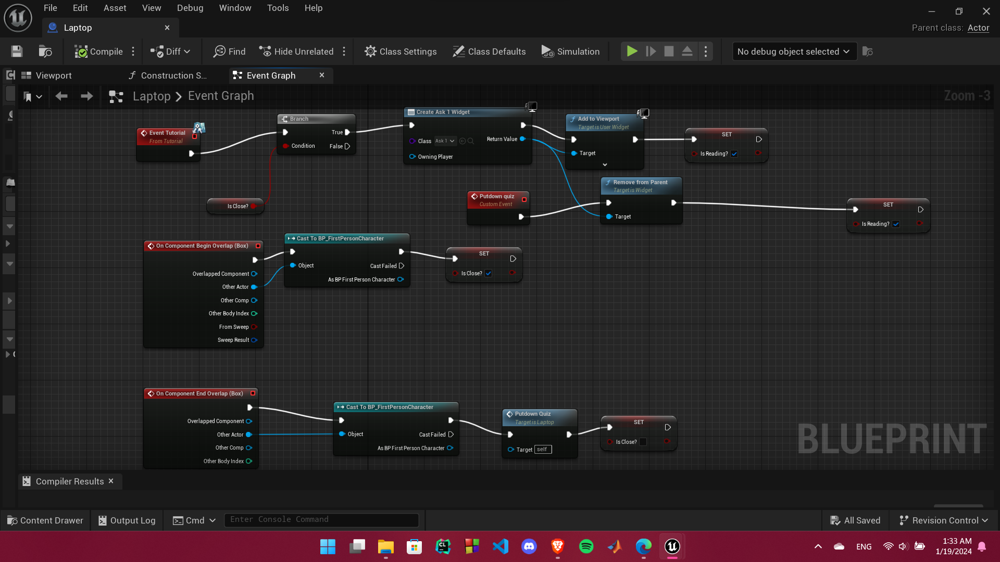 File Edit Asset View Debug Window Tools Help
Laptop
Parent class: Actor
Compile Diff Find Hide Unrelated Class Settings Class Defaults Simulation No debug object selected
Viewport Construction S... Event Graph
Laptop > Event Graph
Zoom -3
Event Tutorial
From Tutorial
Branch
True
Condition False
Create Ask 1 Widget
Class Ask 1 Return Value
Owning Player
Add to Viewport
Target is User Widget
Target
SET
Is Reading?
Is Close?
Putdown quiz
Custom Event
Remove from Parent
Target is Widget
Target
SET
Is Reading?
On Component Begin Overlap (Box)
Overlapped Component
Other Actor
Other Comp
Other Body Index
From Sweep
Sweep Result
Cast To BP_FirstPersonCharacter
Object Cast Failed
As BP First Person Character
SET
Is Close?
On Component End Overlap (Box)
Overlapped Component
Other Actor
Other Comp
Other Body Index
Cast To BP_FirstPersonCharacter
Object Cast Failed
As BP First Person Character
Putdown Quiz
Target is Laptop
Target self
SET
Is Close?
BLUEPRINT
Compiler Results
Content Drawer Output Log Cmd Enter Console Command All Saved Revision Control
CL
ENG
1:33 AM
1/19/2024